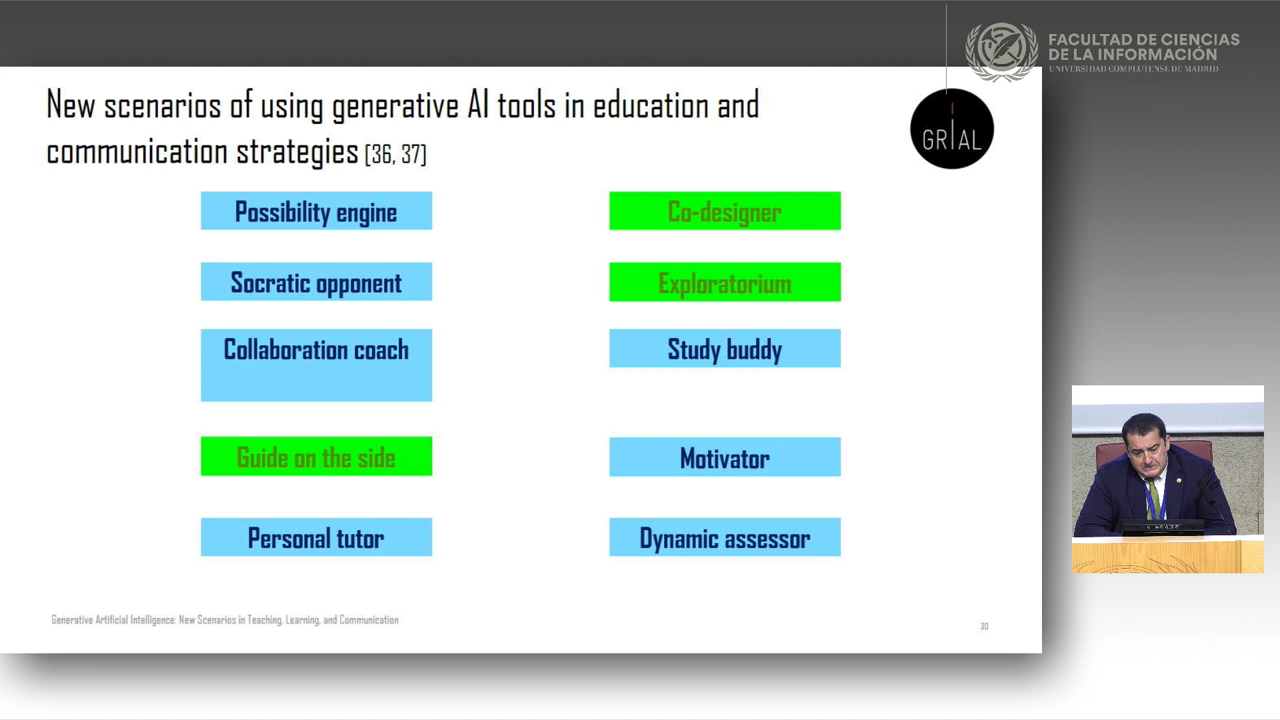 FACULTAD DE CIENCIAS
DE LA INFORMACIÓN
UNIVERSIDAD COMPLUTENSE DE MADRID
New scenarios of using generative AI tools in education and
communication strategies [36, 37]
GRIAL
Possibility engine
Co-designer
Socratic opponent
Exploratorium
Collaboration coach
Study buddy
Guide on the side
Motivator
Personal tutor
Dynamic assessor
Generative Artificial Intelligence: New Scenarios in Teaching, Learning, and Communication
30